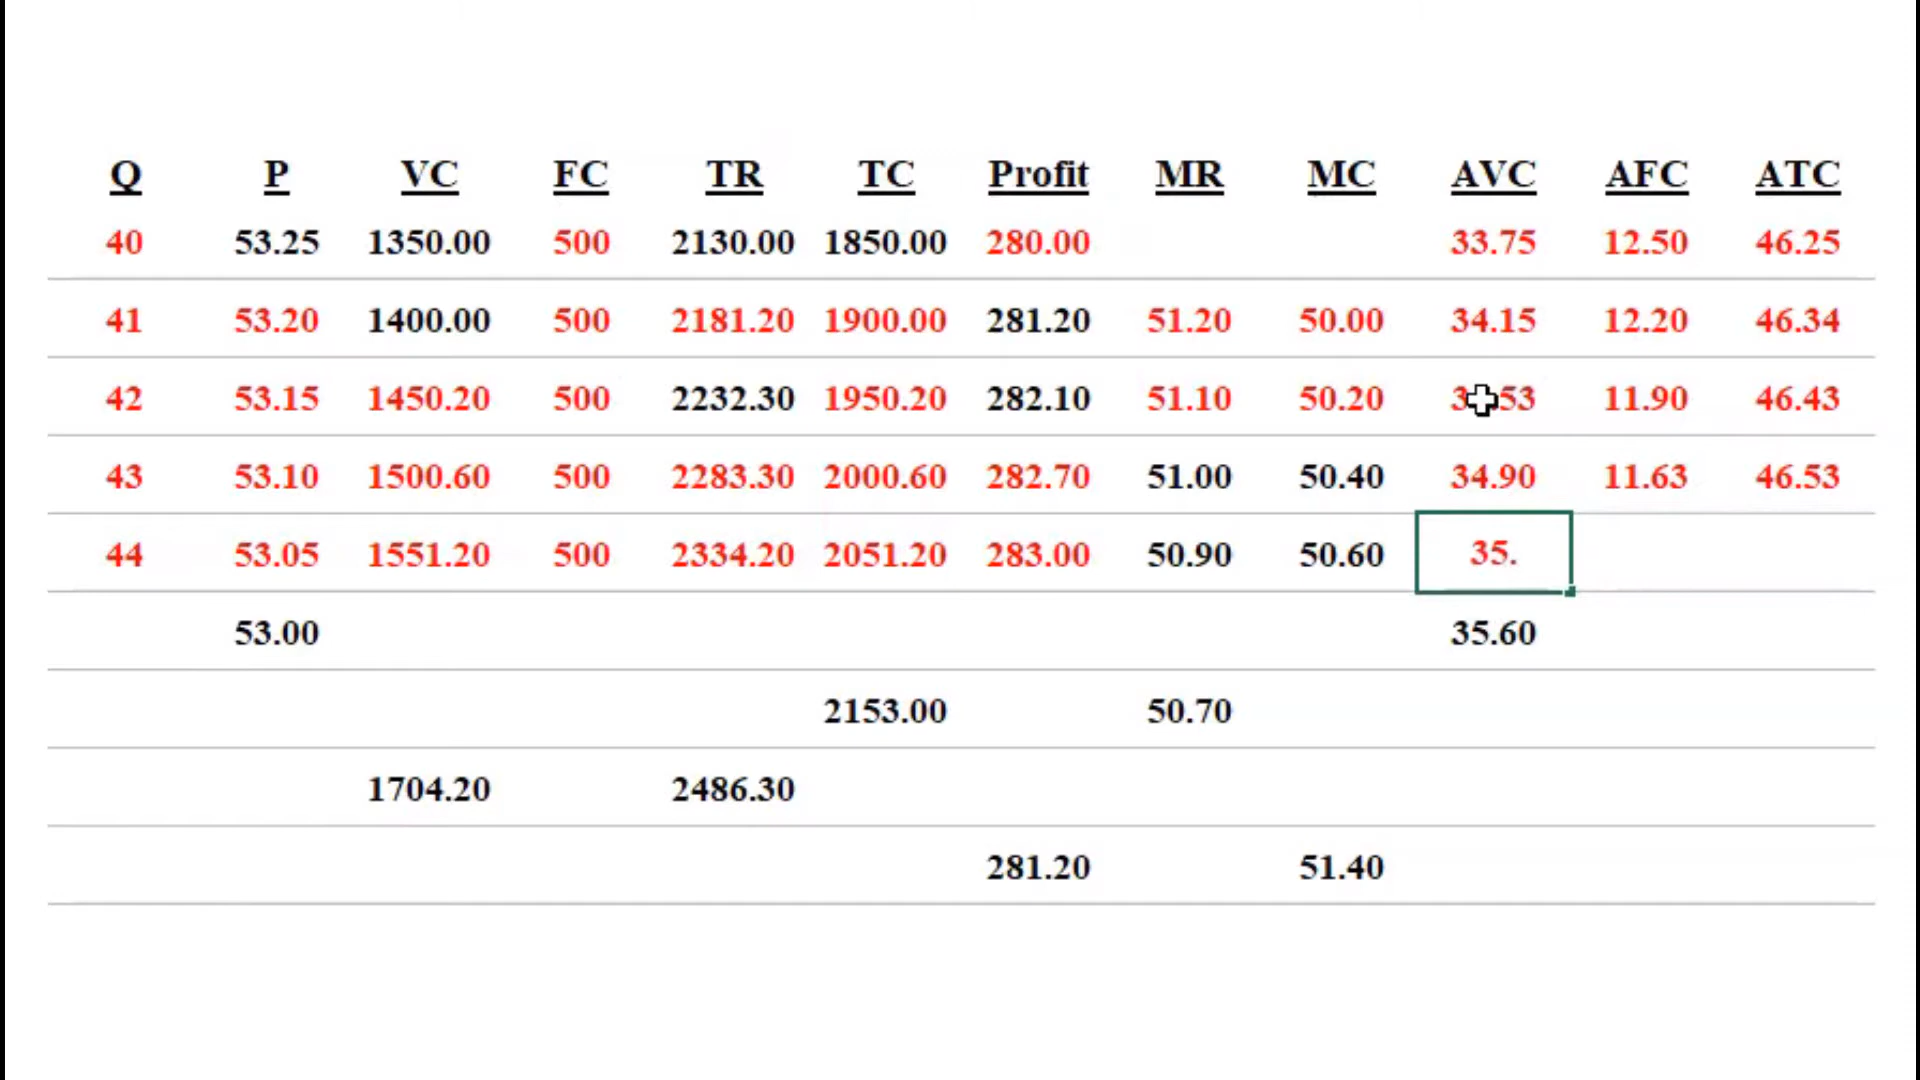 Q P VC FC TR TC Profit MR MC AVC AFC ATC
40 53.25 1350.00 500 2130.00 1850.00 280.00 33.75 12.50 46.25
41 53.20 1400.00 500 2181.20 1900.00 281.20 51.20 50.00 34.15 12.20 46.34
42 53.15 1450.20 500 2232.30 1950.20 282.10 51.10 50.20 11.90 46.43
43 53.10 1500.60 500 2283.30 2000.60 282.70 51.00 50.40 34.90 11.63 46.53
44 53.05 1551.20 500 2334.20 2051.20 283.00 50.90 50.60 35.
53.00 35.60
2153.00 50.70
1704.20 2486.30
281.20 51.40